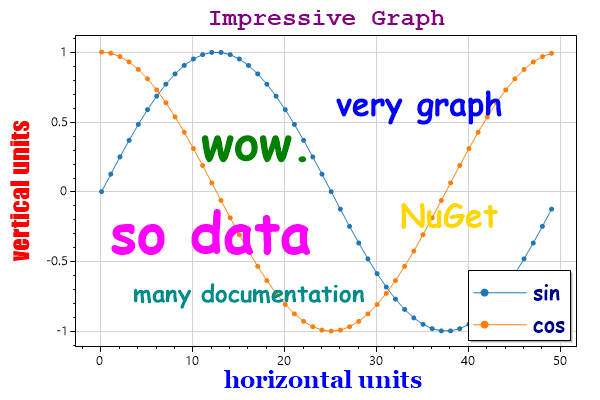 Impressive Graph
1
0.5
0
-0.5
-1
vertical units
very graph
wow.
NuGet
so data
many documentation
sin
cos
0 10 20 30 40 50
horizontal units